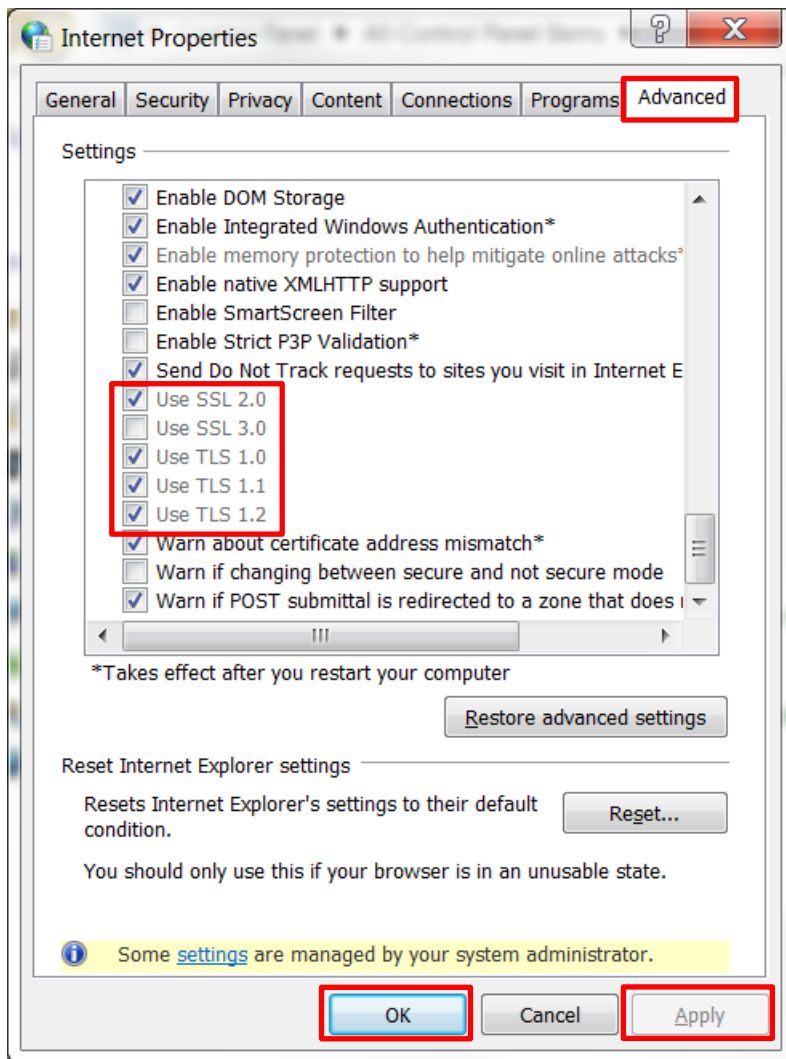 Internet Properties
General Security Privacy Content Connections Programs Advanced
Settings
Enable DOM Storage
Enable Integrated Windows Authentication*
Enable memory protection to help mitigate online attacks*
Enable native XMLHTTP support
Enable SmartScreen Filter
Enable Strict P3P Validation*
Send Do Not Track requests to sites you visit in Internet E
Use SSL 2.0
Use SSL 3.0
Use TLS 1.0
Use TLS 1.1
Use TLS 1.2
Warn about certificate address mismatch*
Warn if changing between secure and not secure mode
Warn if POST submittal is redirected to a zone that does
*Takes effect after you restart your computer
Restore advanced settings
Reset Internet Explorer settings
Resets Internet Explorer's settings to their default
condition.
Reset...
You should only use this if your browser is in an unusable state.
Some settings are managed by your system administrator.
OK Cancel Apply